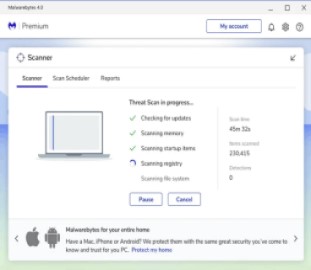 Malwarebytes 4.0
Premium
My account
Scanner
Scanner Scan Scheduler Reports
Threat Scan in progress...
Checking for updates
Scanning memory
Scanning startup items
Scanning registry
Scanning file system
Scan time
45m 32s
Items scanned
230,415
Detections
0
Pause Cancel
Malwarebytes for your entire home
Have a Mac, iPhone or Android? We protect them with the same great security you've come to
know and trust for you PC. Protect my home